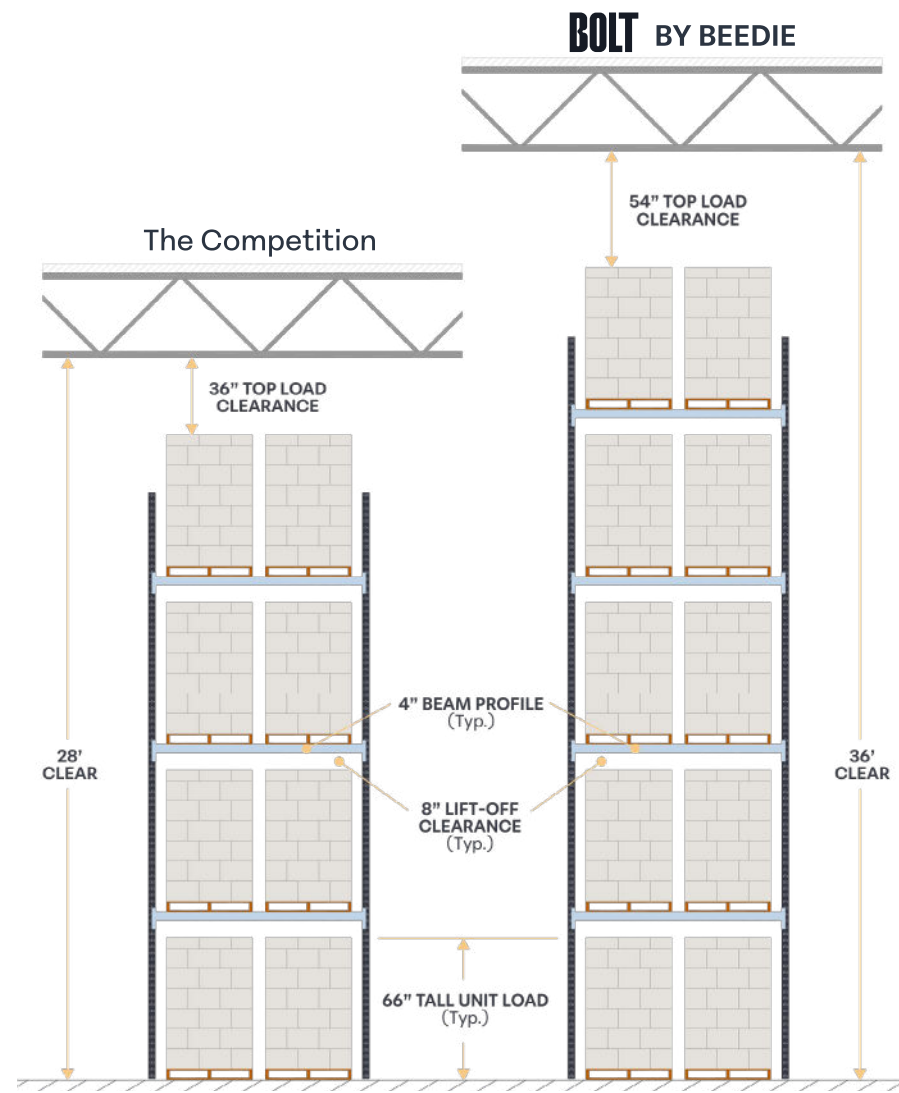 BOLT BY BEEDIE
54” TOP LOAD
CLEARANCE
The Competition
36” TOP LOAD
CLEARANCE
4” BEAM PROFILE
(Typ.)
28’
CLEAR
36’
CLEAR
8” LIFT-OFF
CLEARANCE
(Typ.)
66” TALL UNIT LOAD
(Typ.)